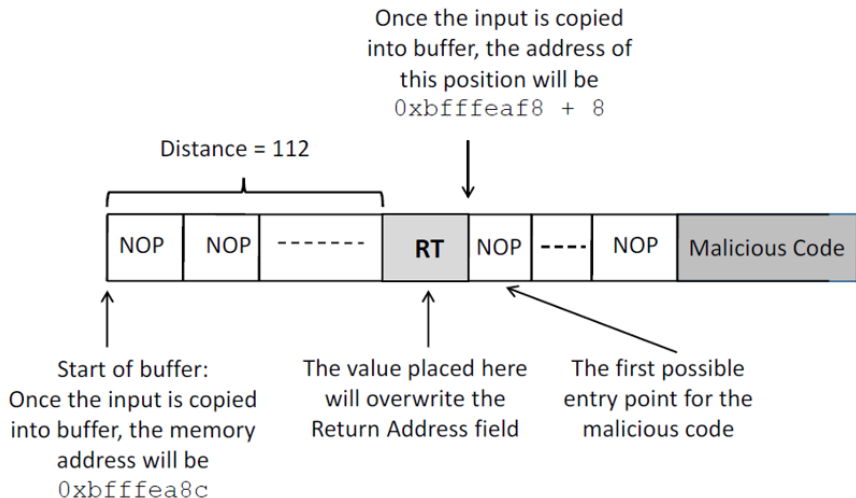 Once the input is copied
into buffer, the address of
this position will be
0xbfffeaf8 + 8
Distance = 112
NOP NOP RT NOP NOP Malicious Code
Start of buffer:
Once the input is copied
into buffer, the memory
address will be
0xbfffea8c
The value placed here
will overwrite the
Return Address field
The first possible
entry point for the
malicious code